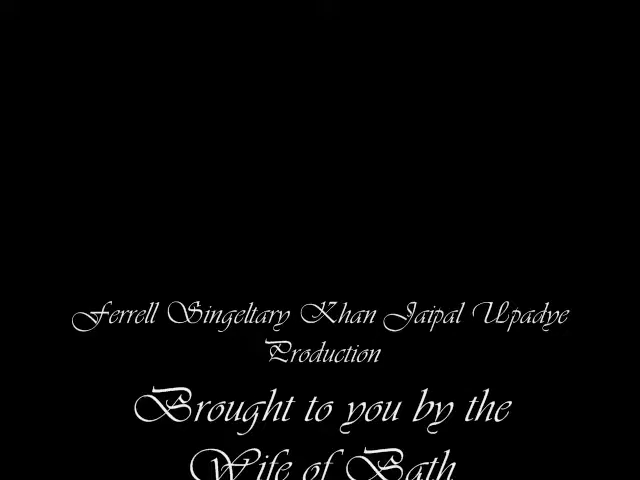 Ferrell Singeltary Khan Jaipal Upadye
Production
Brought to you by the
Wife of Bath